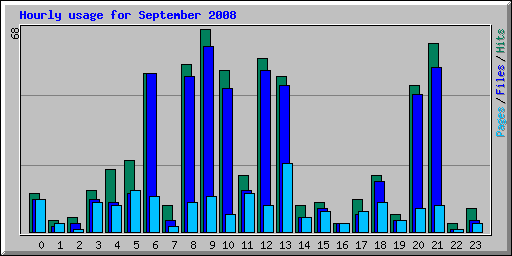 Hourly usage for September 2008
68
Pages / Files / Hits
0 1 2 3 4 5 6 7 8 9 10 11 12 13 14 15 16 17 18 19 20 21 22 23